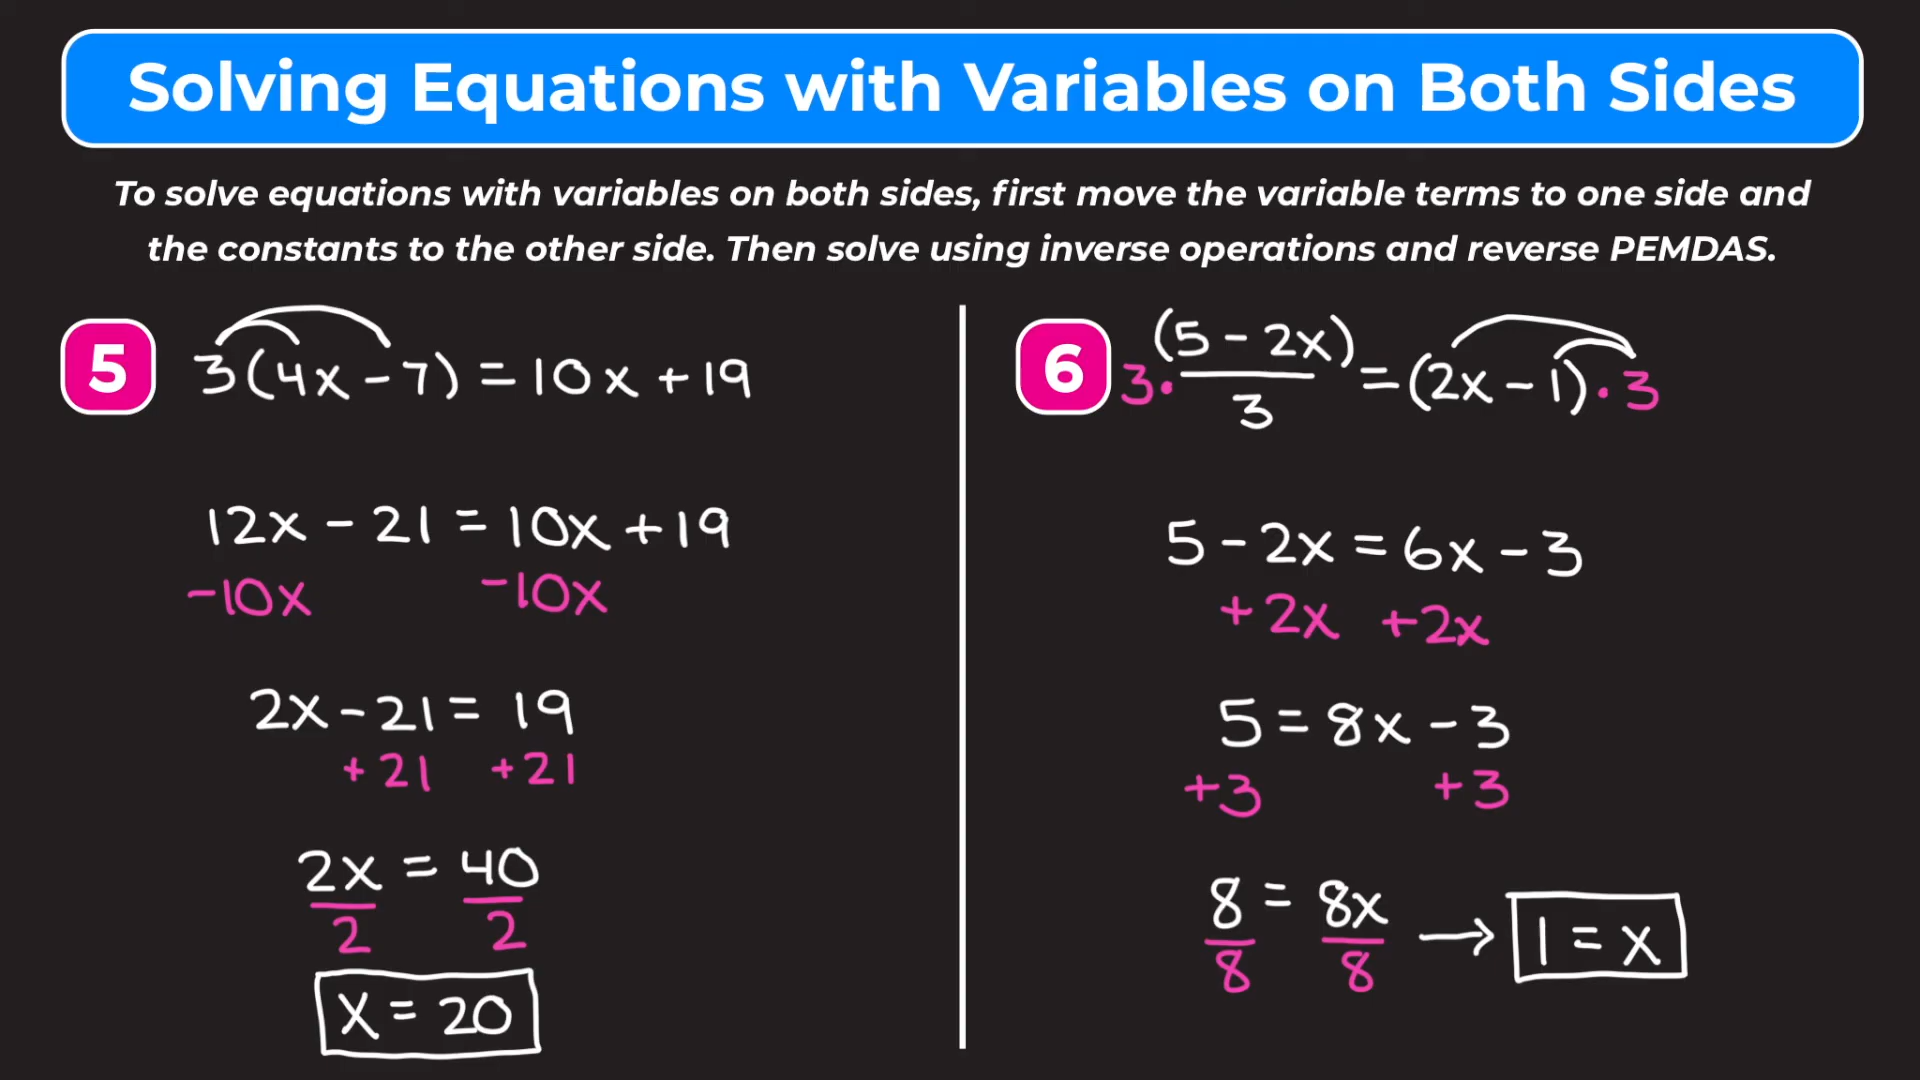 Solving Equations with Variables on Both Sides
To solve equations with variables on both sides, first move the variable terms to one side and
the constants to the other side. Then solve using inverse operations and reverse PEMDAS.
5
3(4x - 7) = 10x + 19
12x - 21 = 10x + 19
-10x -10x
2x - 21 = 19
+21 +21
2x = 40
2 2
x = 20
6
(5 - 2x)
3· = (2x - 1) · 3
3
5 - 2x = 6x - 3
+2x +2x
5 = 8x - 3
+3 +3
8 = 8x → 1 = x
8 8